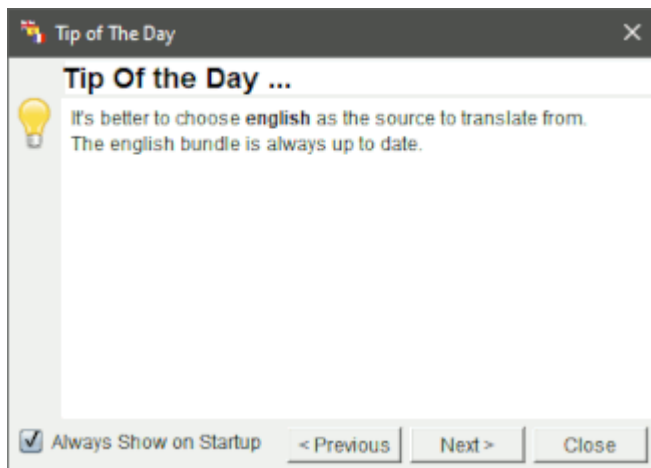 Tip of The Day
Tip Of the Day ...
It's better to choose english as the source to translate from.
The english bundle is always up to date.
Always Show on Startup
< Previous
Next >
Close